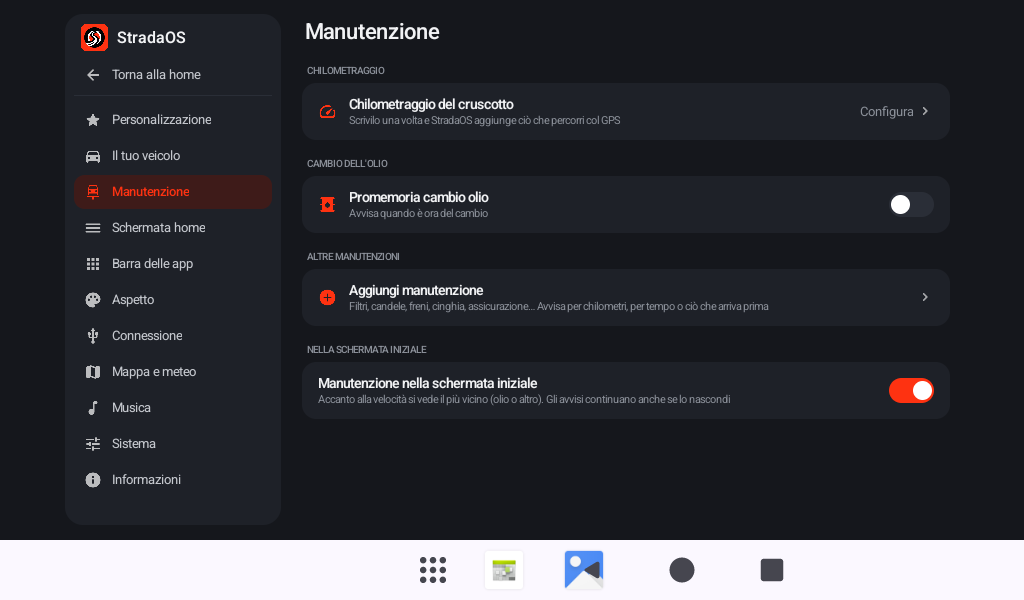 StradaOS
Torna alla home
Personalizzazione
Il tuo veicolo
Manutenzione
Schermata home
Barra delle app
Aspetto
Connessione
Mappa e meteo
Musica
Sistema
Informazioni
Manutenzione
CHILOMETRAGGIO
Chilometraggio del cruscotto
Scrivilo una volta e StradaOS aggiunge ciò che percorri col GPS
Configura
CAMBIO DELL'OLIO
Promemoria cambio olio
Avvisa quando è ora del cambio
ALTRE MANUTENZIONI
Aggiungi manutenzione
Filtri, candele, freni, cinghia, assicurazione... Avvisa per chilometri, per tempo o ciò che arriva prima
NELLA SCHERMATA INIZIALE
Manutenzione nella schermata iniziale
Accanto alla velocità si vede il più vicino (olio o altro). Gli avvisi continuano anche se lo nascondi